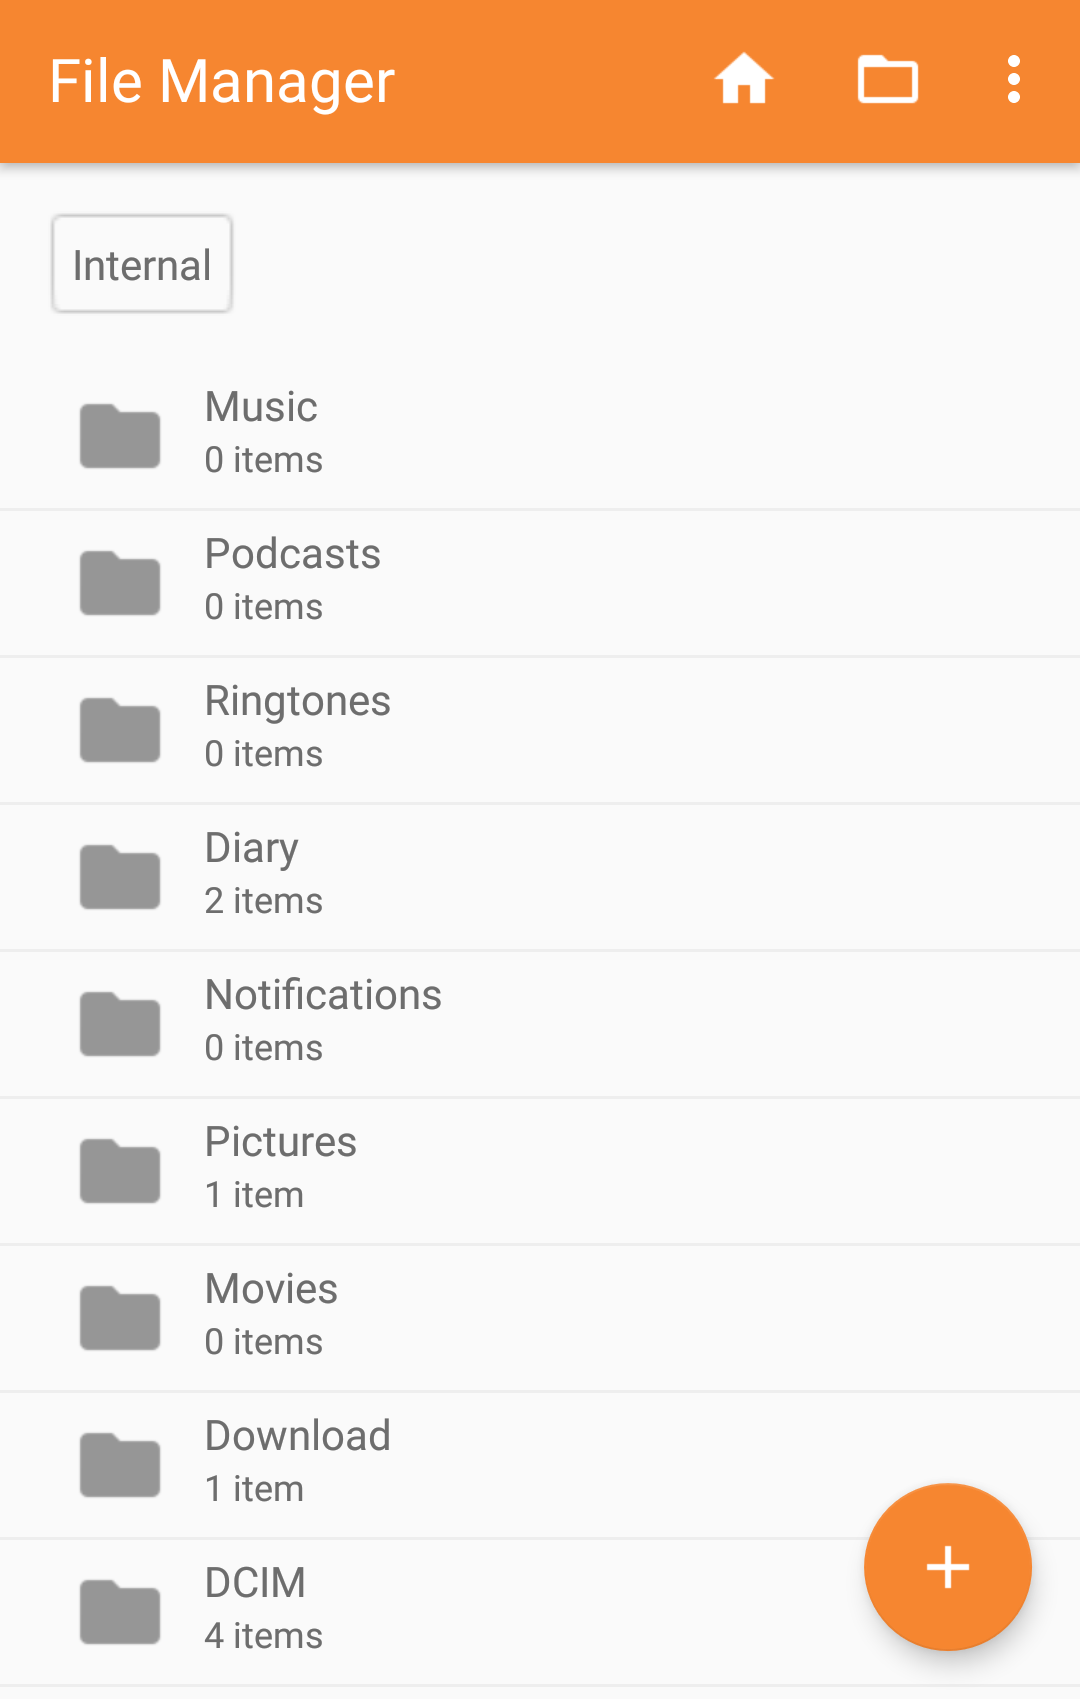 File Manager
Internal
Music
0 items
Podcasts
0 items
Ringtones
0 items
Diary
2 items
Notifications
0 items
Pictures
1 item
Movies
0 items
Download
1 item
DCIM
4 items